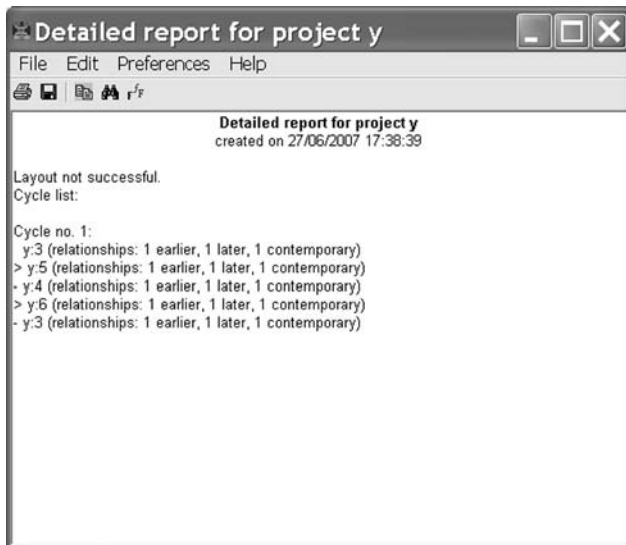 Detailed report for project y
File Edit Preferences Help
Detailed report for project y
created on 27/06/2007 17:38:39
Layout not successful.
Cycle list:
Cycle no. 1:
y:3 (relationships: 1 earlier, 1 later, 1 contemporary)
> y:5 (relationships: 1 earlier, 1 later, 1 contemporary)
- y:4 (relationships: 1 earlier, 1 later, 1 contemporary)
> y:6 (relationships: 1 earlier, 1 later, 1 contemporary)
- y:3 (relationships: 1 earlier, 1 later, 1 contemporary)